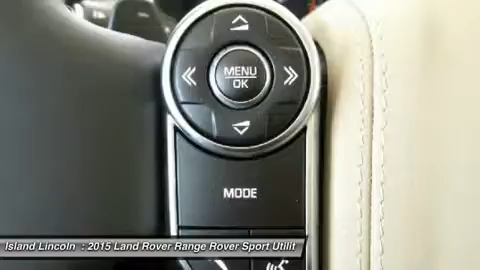 MENU
OK
MODE
Island Lincoln : 2015 Land Rover Range Rover Sport Utilit